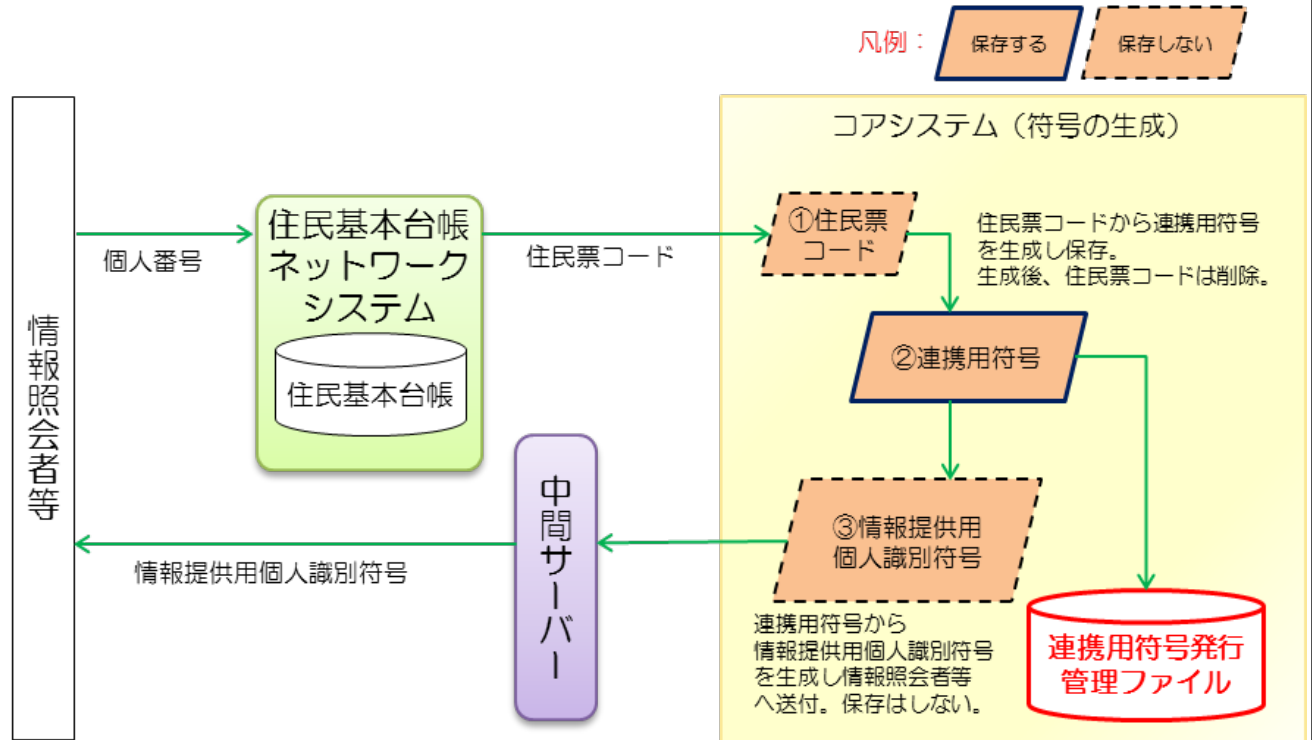 凡例：
保存する
保存しない
コアシステム（符号の生成）
情報照会者等
個人番号
住民基本台帳
ネットワーク
システム
住民基本台帳
住民票コード
①住民票
コード
住民票コードから連携用符号
を生成し保存。
生成後、住民票コードは削除。
②連携用符号
中間サーバー
③情報提供用
個人識別符号
情報提供用個人識別符号
連携用符号から
情報提供用個人識別符号
を生成し情報照会者等
へ送付。保存はしない。
連携用符号発行
管理ファイル